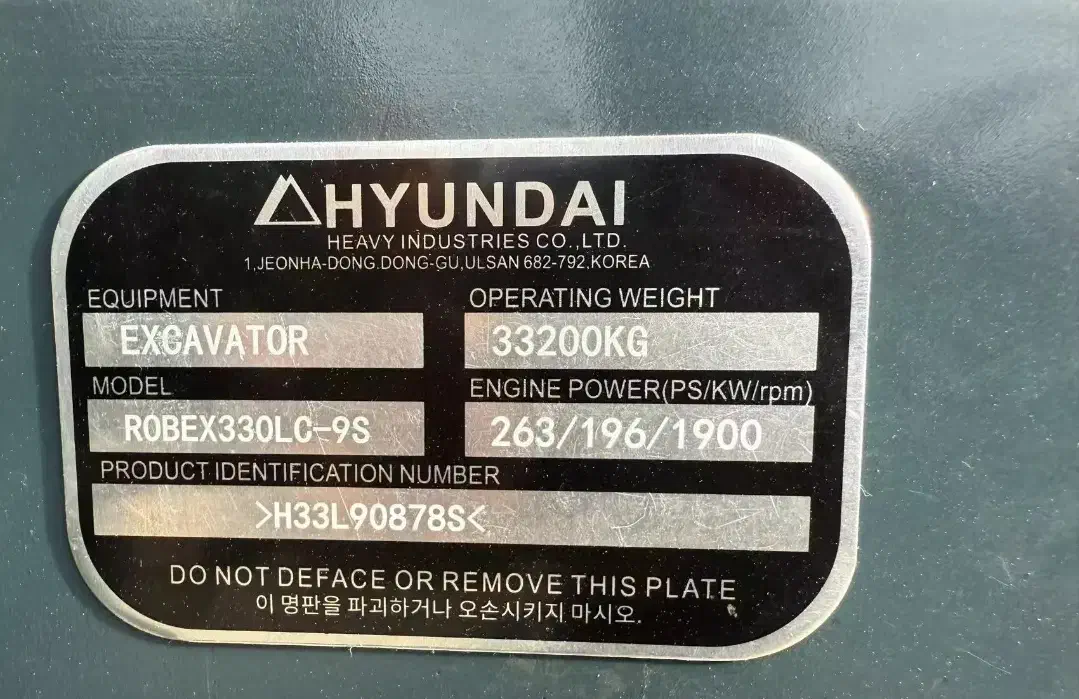 HYUNDAI
HEAVY INDUSTRIES CO.,LTD.
1,JEONHA-DONG.DONG-GU,ULSAN 682-792,KOREA
EQUIPMENT
EXCAVATOR
OPERATING WEIGHT
33200KG
MODEL
ROBEX330LC-9S
ENGINE POWER(PS/KW/rpm)
263/196/1900
PRODUCT IDENTIFICATION NUMBER
>H33L90878S<
DO NOT DEFACE OR REMOVE THIS PLATE
이 명판을 파괴하거나 오손시키지 마시오.